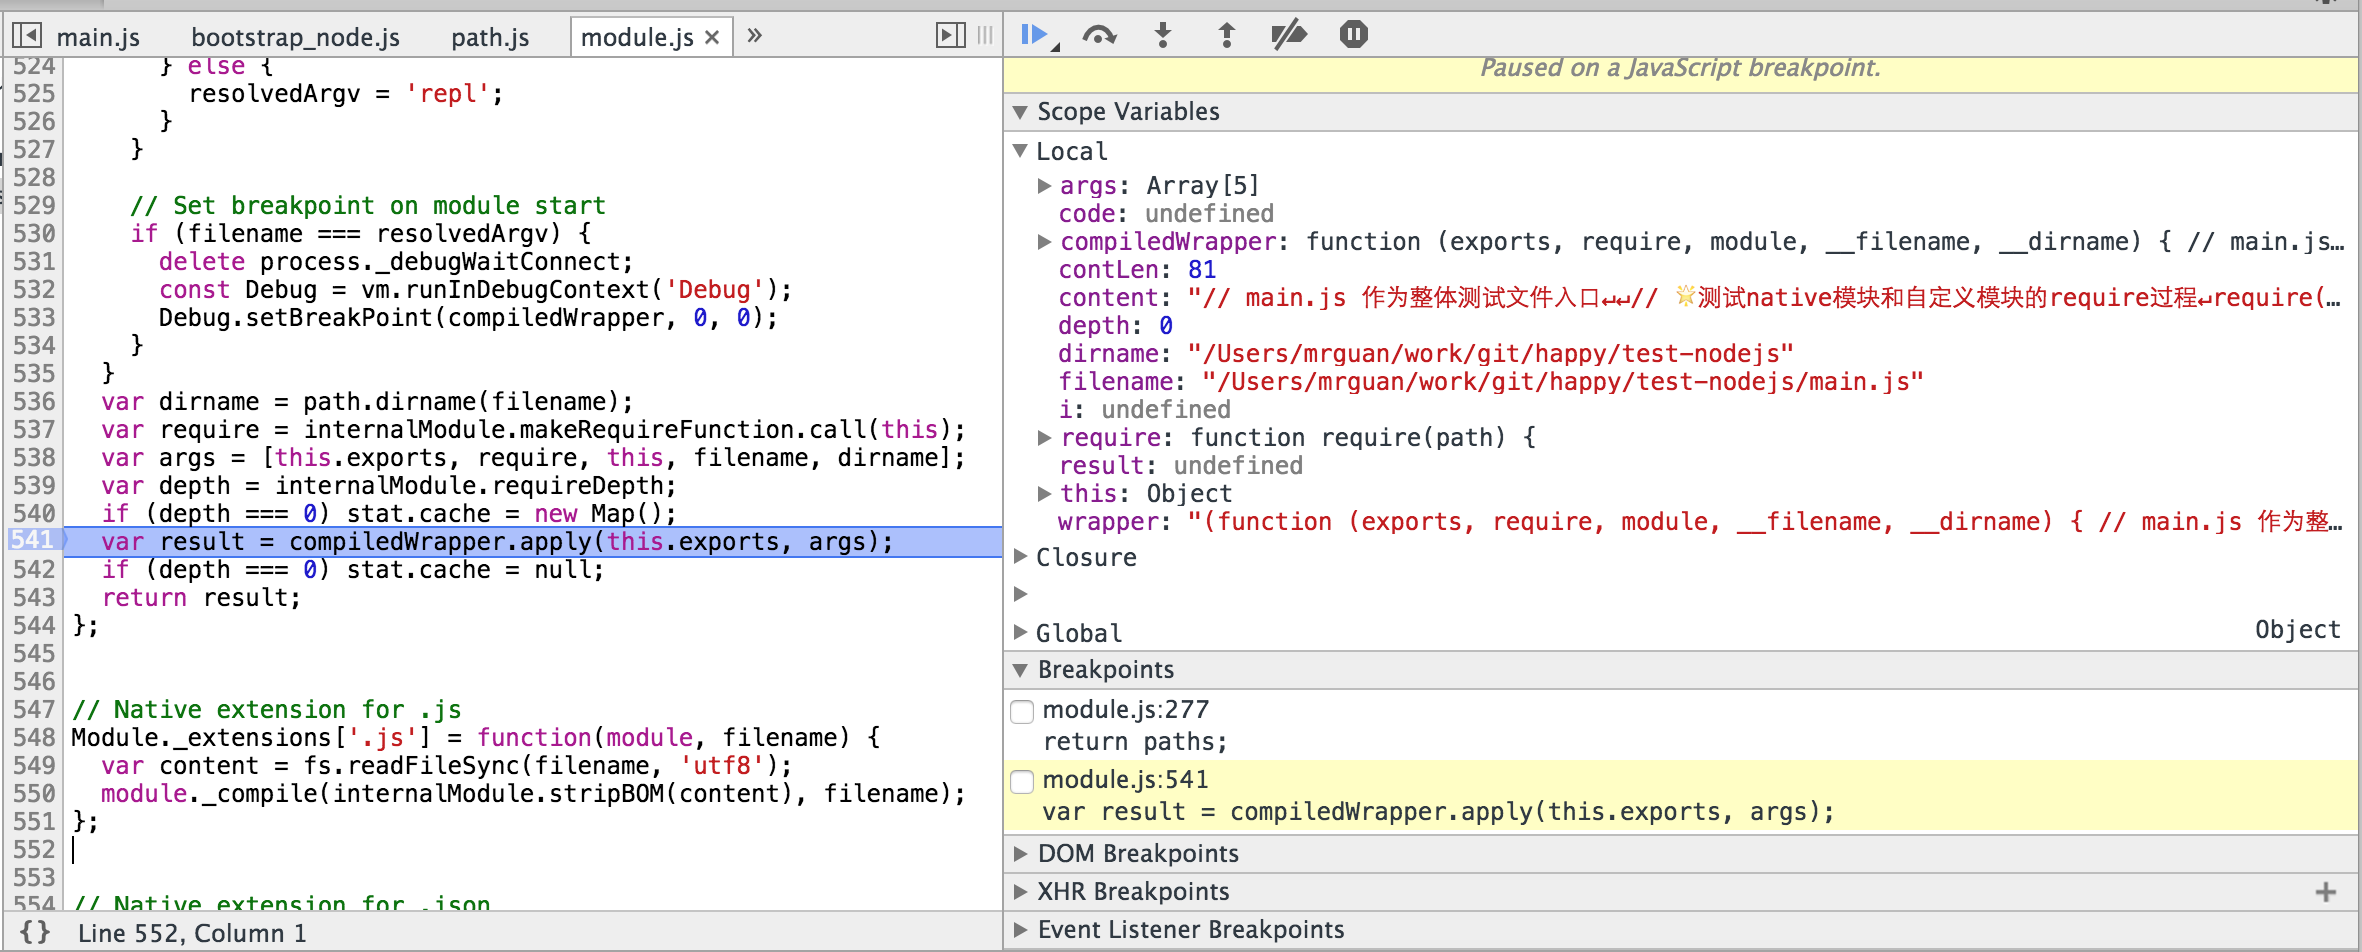 main.js bootstrap_node.js path.js module.js × »
524 } else {
525 resolvedArgv = 'repl';
526 }
527 }
528
529 // Set breakpoint on module start
530 if (filename === resolvedArgv) {
531 delete process._debugWaitConnect;
532 const Debug = vm.runInDebugContext('Debug');
533 Debug.setBreakPoint(compiledWrapper, 0, 0);
534 }
535 }
536 var dirname = path.dirname(filename);
537 var require = internalModule.makeRequireFunction.call(this);
538 var args = [this.exports, require, this, filename, dirname];
539 var depth = internalModule.requireDepth;
540 if (depth === 0) stat.cache = new Map();
541 var result = compiledWrapper.apply(this.exports, args);
542 if (depth === 0) stat.cache = null;
543 return result;
544 };
545
546
547 // Native extension for .js
548 Module._extensions['.js'] = function(module, filename) {
549 var content = fs.readFileSync(filename, 'utf8');
550 module._compile(internalModule.stripBOM(content), filename);
551 };
552
553
554 // Native extension for .json
{} Line 552, Column 1
Paused on a JavaScript breakpoint.
Scope Variables
Local
args: Array[5]
code: undefined
compiledWrapper: function (exports, require, module, __filename, __dirname) { // main.js…
contLen: 81
content: "// main.js 作为整体测试文件入口↵↵// 🌟测试native模块和自定义模块的require过程↵require(…
depth: 0
dirname: "/Users/mrguan/work/git/happy/test-nodejs"
filename: "/Users/mrguan/work/git/happy/test-nodejs/main.js"
i: undefined
require: function require(path) {
result: undefined
this: Object
wrapper: "(function (exports, require, module, __filename, __dirname) { // main.js 作为整…
Closure
Global Object
Breakpoints
module.js:277
return paths;
module.js:541
var result = compiledWrapper.apply(this.exports, args);
DOM Breakpoints
XHR Breakpoints +
Event Listener Breakpoints